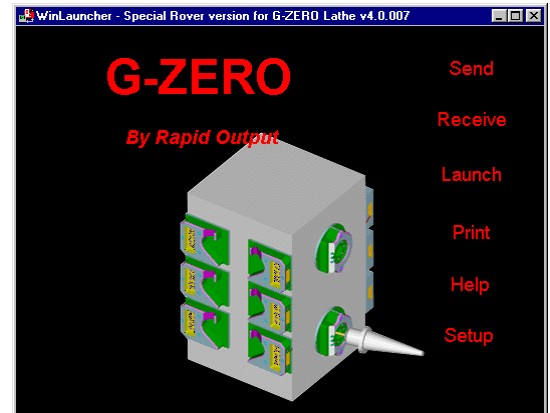 WinLauncher - Special Rover version for G-ZERO Lathe v4.0.007
G-ZERO
By Rapid Output
Send
Receive
Launch
Print
Help
Setup